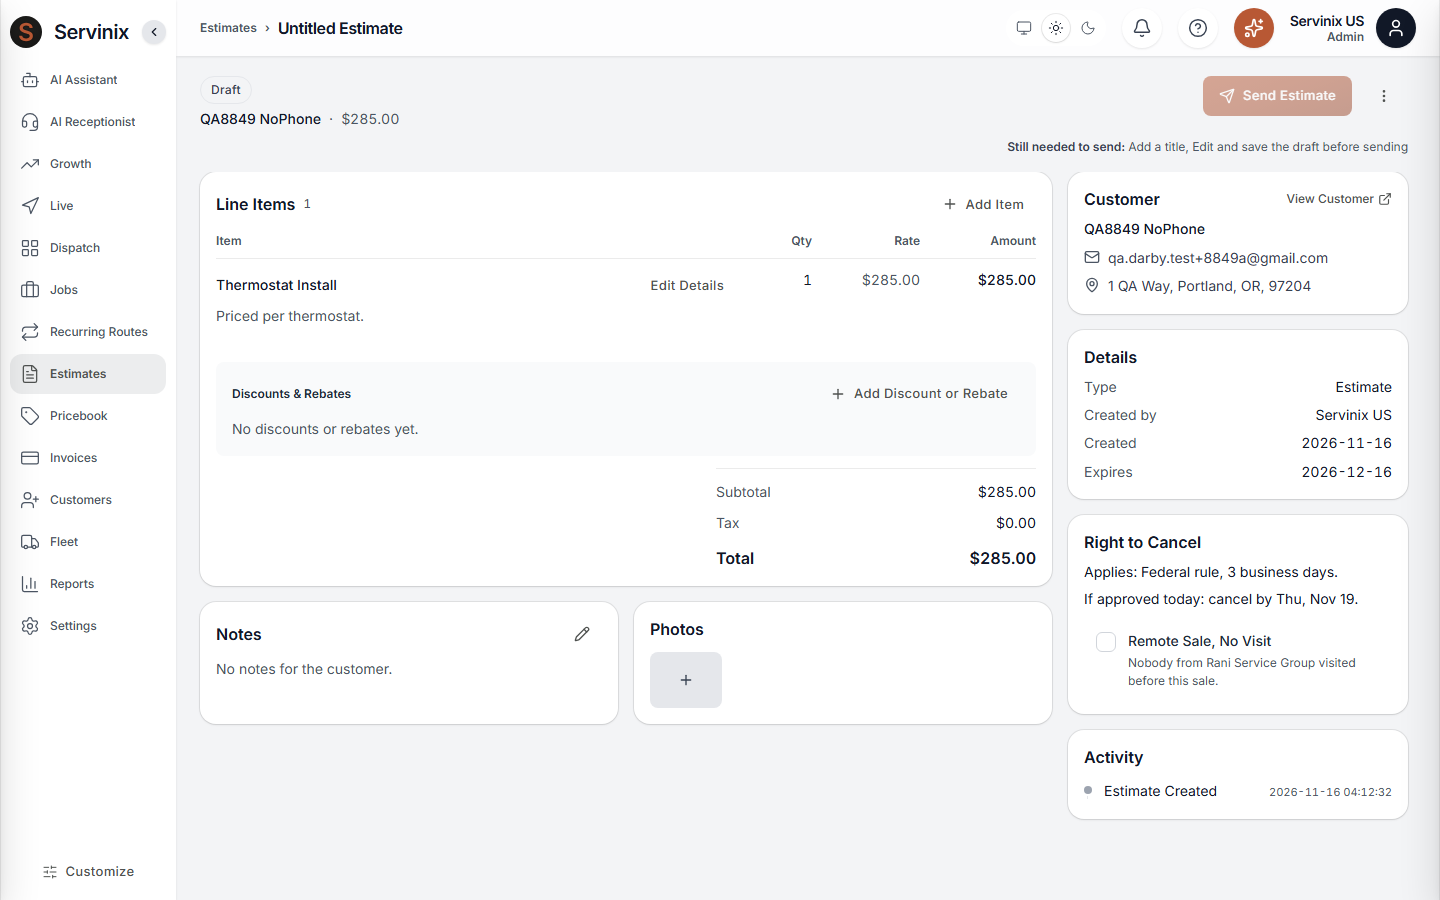 Servinix
AI Assistant
AI Receptionist
Growth
Live
Dispatch
Jobs
Recurring Routes
Estimates
Pricebook
Invoices
Customers
Fleet
Reports
Settings
Customize
Estimates › Untitled Estimate
Servinix US
Admin
Draft
QA8849 NoPhone · $285.00
Send Estimate
Still needed to send: Add a title, Edit and save the draft before sending
Line Items 1
+ Add Item
Item Qty Rate Amount
Thermostat Install Edit Details 1 $285.00 $285.00
Priced per thermostat.
Discounts & Rebates + Add Discount or Rebate
No discounts or rebates yet.
Subtotal $285.00
Tax $0.00
Total $285.00
Notes
No notes for the customer.
Photos
+
Customer View Customer
QA8849 NoPhone
qa.darby.test+8849a@gmail.com
1 QA Way, Portland, OR, 97204
Details
Type Estimate
Created by Servinix US
Created 2026-11-16
Expires 2026-12-16
Right to Cancel
Applies: Federal rule, 3 business days.
If approved today: cancel by Thu, Nov 19.
Remote Sale, No Visit
Nobody from Rani Service Group visited
before this sale.
Activity
Estimate Created 2026-11-16 04:12:32